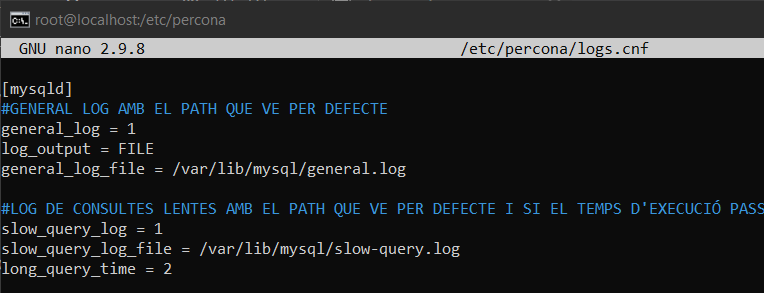 root@localhost:/etc/percona
GNU nano 2.9.8 /etc/percona/logs.cnf
[mysqld]
#GENERAL LOG AMB EL PATH QUE VE PER DEFECTE
general_log = 1
log_output = FILE
general_log_file = /var/lib/mysql/general.log
#LOG DE CONSULTES LENTES AMB EL PATH QUE VE PER DEFECTE I SI EL TEMPS D'EXECUCIÓ PASS
slow_query_log = 1
slow_query_log_file = /var/lib/mysql/slow-query.log
long_query_time = 2